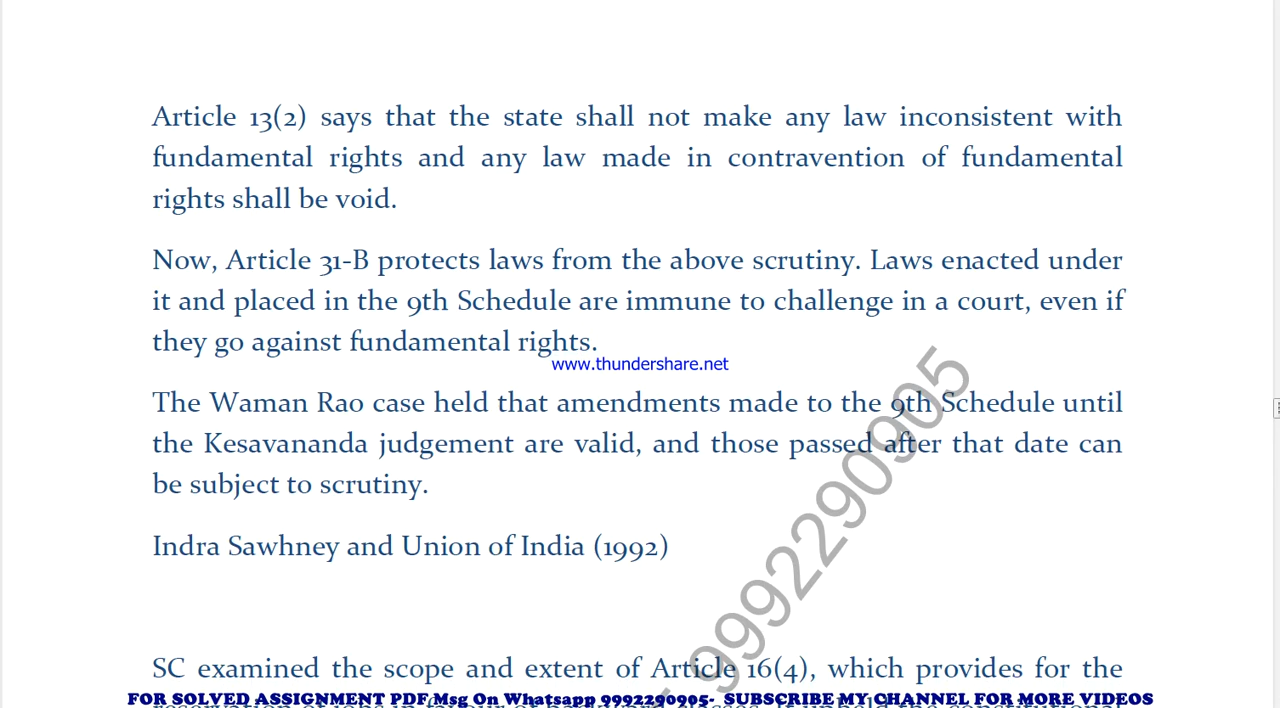 Article 13(2) says that the state shall not make any law inconsistent with
fundamental rights and any law made in contravention of fundamental
rights shall be void.
Now, Article 31-B protects laws from the above scrutiny. Laws enacted under
it and placed in the 9th Schedule are immune to challenge in a court, even if
they go against fundamental rights.
www.thundershare.net
The Waman Rao case held that amendments made to the 9th Schedule until
the Kesavananda judgement are valid, and those passed after that date can
be subject to scrutiny.
Indra Sawhney and Union of India (1992)
9992290905
SC examined the scope and extent of Article 16(4), which provides for the
FOR SOLVED ASSIGNMENT PDF Msg On Whatsapp 9992290905- SUBSCRIBE MY CHANNEL FOR MORE VIDEOS